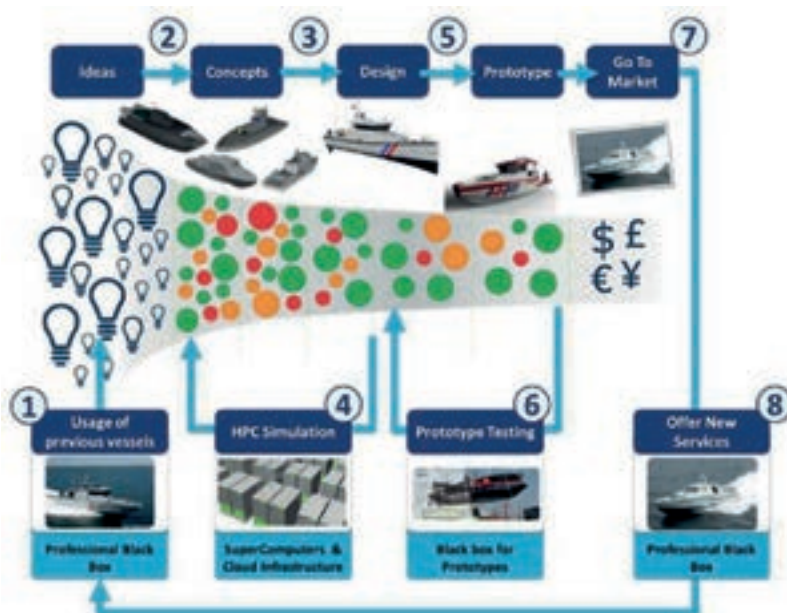 2
3
5
7
Ideas
Concepts
Design
Prototype
Go To
Market
$ £
€ ¥
1
4
6
8
Usage of
previous vessels
HPC Simulation
Prototype Testing
Offer New
Services
Professional Black
Box
SuperComputers &
Cloud Infrastructure
Black box for
Prototypes
Professional Black
Box